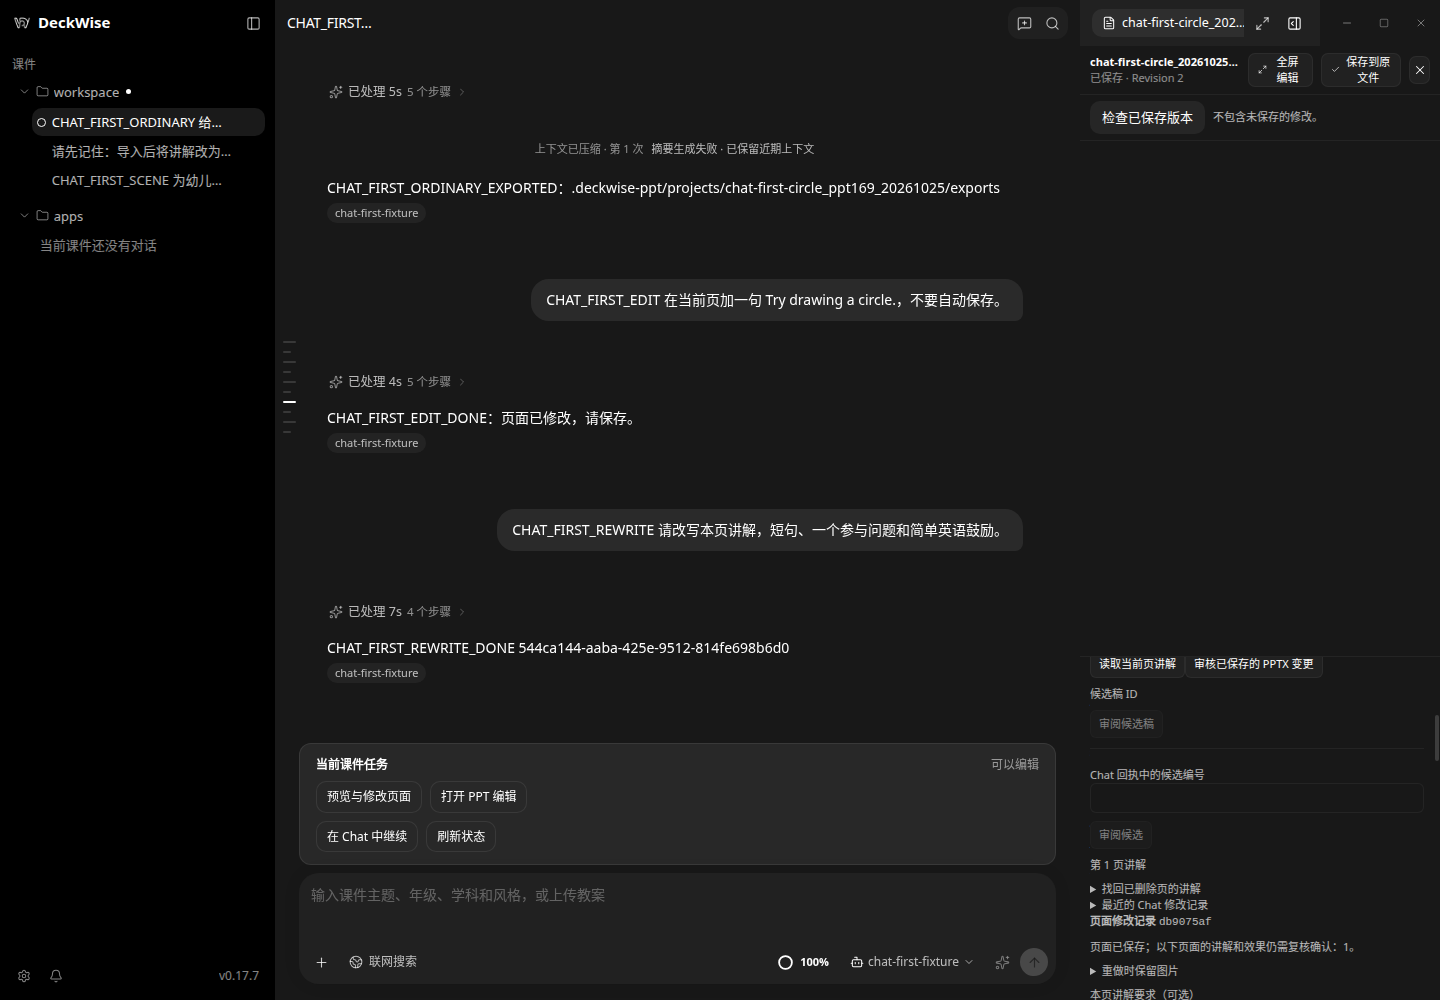 DeckWise
课件
workspace
CHAT_FIRST_ORDINARY 给...
请先记住：导入后将讲解改为...
CHAT_FIRST_SCENE 为幼儿...
apps
当前课件还没有对话
v0.17.7
CHAT_FIRST...
已处理 5s 5 个步骤
上下文已压缩 · 第 1 次 摘要生成失败 · 已保留近期上下文
CHAT_FIRST_ORDINARY_EXPORTED：.deckwise-ppt/projects/chat-first-circle_ppt169_20261025/exports
chat-first-fixture
CHAT_FIRST_EDIT 在当前页加一句 Try drawing a circle.，不要自动保存。
已处理 4s 5 个步骤
CHAT_FIRST_EDIT_DONE：页面已修改，请保存。
chat-first-fixture
CHAT_FIRST_REWRITE 请改写本页讲解，短句、一个参与问题和简单英语鼓励。
已处理 7s 4 个步骤
CHAT_FIRST_REWRITE_DONE 544ca144-aaba-425e-9512-814fe698b6d0
chat-first-fixture
当前课件任务 可以编辑
预览与修改页面 打开 PPT 编辑
在 Chat 中继续 刷新状态
输入课件主题、年级、学科和风格，或上传教案
联网搜索 100% chat-first-fixture
chat-first-circle_202...
chat-first-circle_20261025...
已保存 · Revision 2
全屏
编辑
保存到原
文件
检查已保存版本 不包含未保存的修改。
读取当前页讲解 审核已保存的 PPTX 变更
候选稿 ID
审阅候选稿
Chat 回执中的候选编号
审阅候选
第 1 页讲解
找回已删除页的讲解
最近的 Chat 修改记录
页面修改记录 db9075af
页面已保存；以下页面的讲解和效果仍需复核确认：1。
重做时保留图片
本页讲解要求（可选）